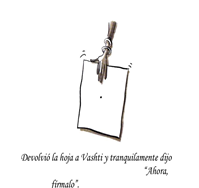 Devolvió la hoja a Vashti y tranquilamente dijo
“Ahora,
fírmalo”.